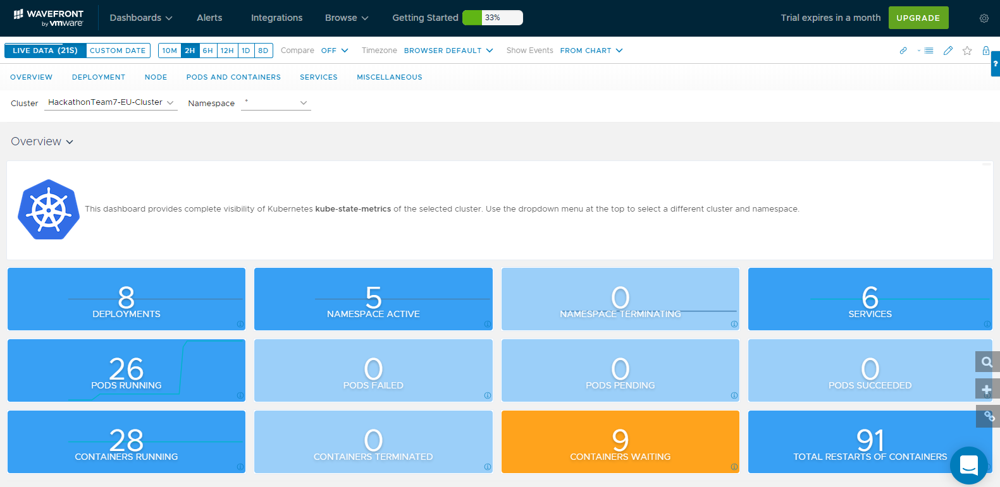 WAVEFRONT
by vmware
Dashboards
Alerts
Integrations
Browse
Getting Started
33%
Trial expires in a month
UPGRADE
LIVE DATA (21S)
CUSTOM DATE
10M
2H
6H
12H
1D
8D
Compare
OFF
Timezone
BROWSER DEFAULT
Show Events
FROM CHART
?
OVERVIEW
DEPLOYMENT
NODE
PODS AND CONTAINERS
SERVICES
MISCELLANEOUS
Cluster
HackathonTeam7-EU-Cluster
Namespace
*
Overview
This dashboard provides complete visibility of Kubernetes kube-state-metrics of the selected cluster. Use the dropdown menu at the top to select a different cluster and namespace.
8
DEPLOYMENTS
5
NAMESPACE ACTIVE
0
NAMESPACE TERMINATING
6
SERVICES
26
PODS RUNNING
0
PODS FAILED
0
PODS PENDING
0
PODS SUCCEEDED
28
CONTAINERS RUNNING
0
CONTAINERS TERMINATED
9
CONTAINERS WAITING
91
TOTAL RESTARTS OF CONTAINERS